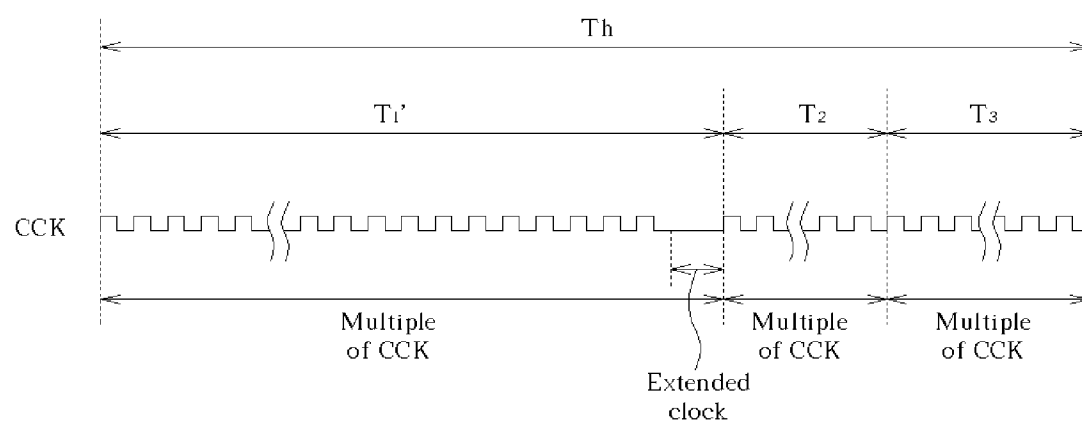 Th
T1' T2 T3
CCK
Multiple Multiple Multiple
of CCK of CCK of CCK
Extended
clock